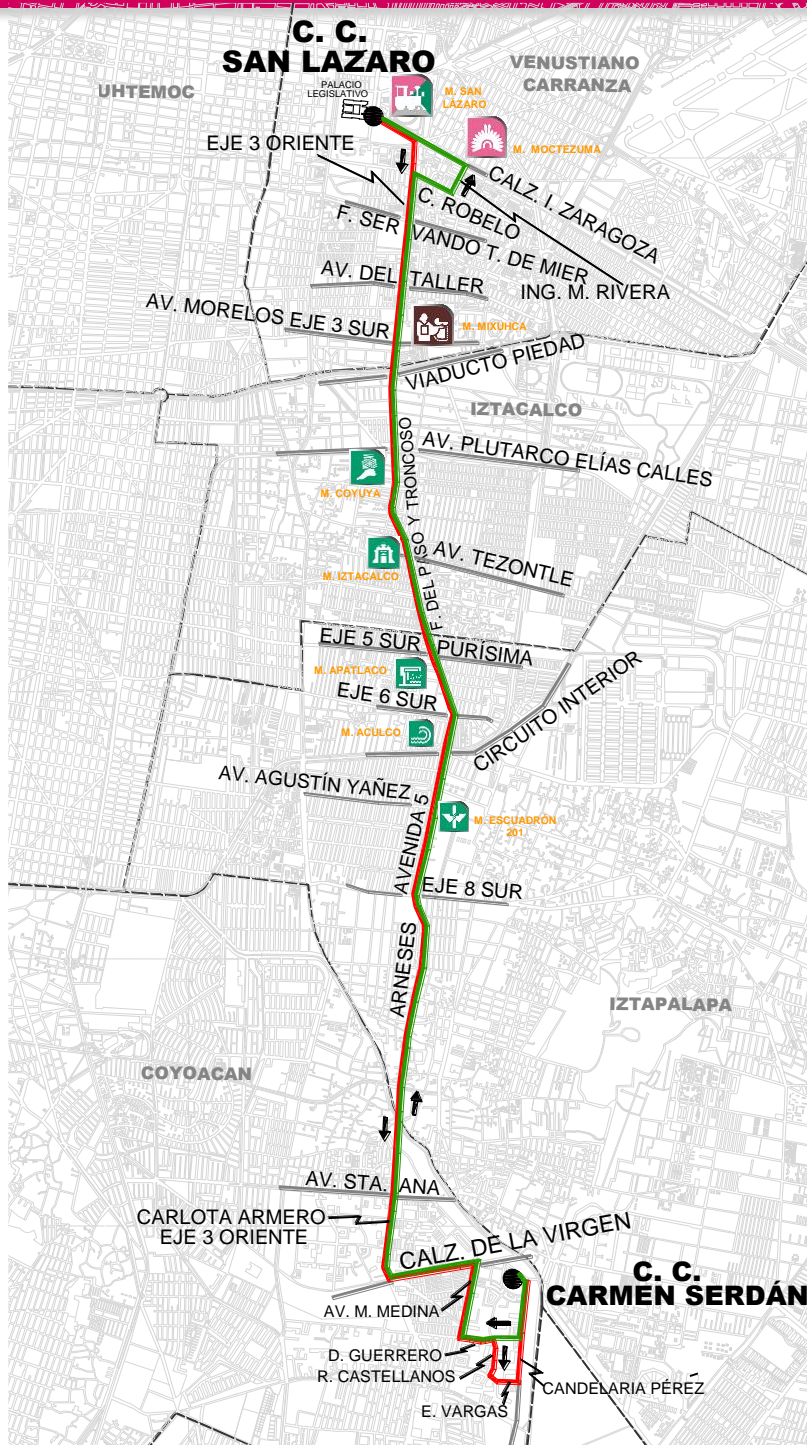 C. C.
SAN LAZARO
VENUSTIANO
CARRANZA
UHTEMOC
PALACIO
LEGISLATIVO
M. SAN
LÁZARO
EJE 3 ORIENTE
M. MOCTEZUMA
CALZ. I. ZARAGOZA
C. ROBELO
F. SERVANDO T. DE MIER
AV. DEL TALLER
ING. M. RIVERA
AV. MORELOS EJE 3 SUR
M. MIXUHCA
VIADUCTO PIEDAD
IZTACALCO
AV. PLUTARCO ELÍAS CALLES
F. DEL PASO Y TRONCOSO
M. COYUYA
AV. TEZONTLE
M. IZTACALCO
EJE 5 SUR PURÍSIMA
M. APATLACO
EJE 6 SUR
CIRCUITO INTERIOR
M. ACULCO
AV. AGUSTÍN YAÑEZ
AVENIDA 5
M. ESCUADRÓN
201
EJE 8 SUR
ARNESES
IZTAPALAPA
COYOACAN
AV. STA. ANA
CARLOTA ARMERO
EJE 3 ORIENTE
CALZ. DE LA VIRGEN
C. C.
CARMEN SERDÁN
AV. M. MEDINA
D. GUERRERO
R. CASTELLANOS
CANDELARIA PÉREZ
E. VARGAS